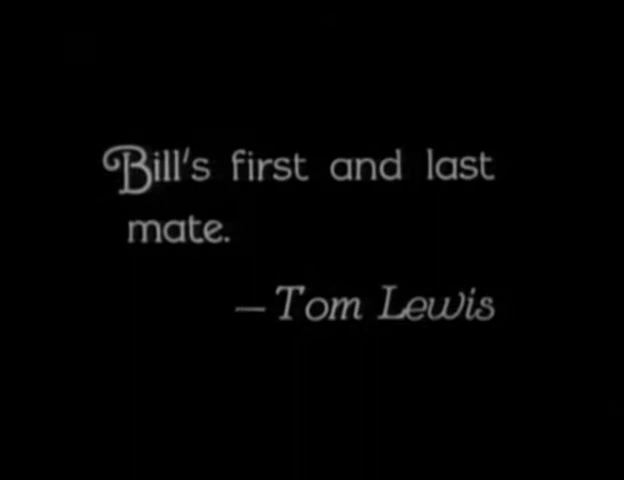 Bill's first and last
mate.
—Tom Lewis